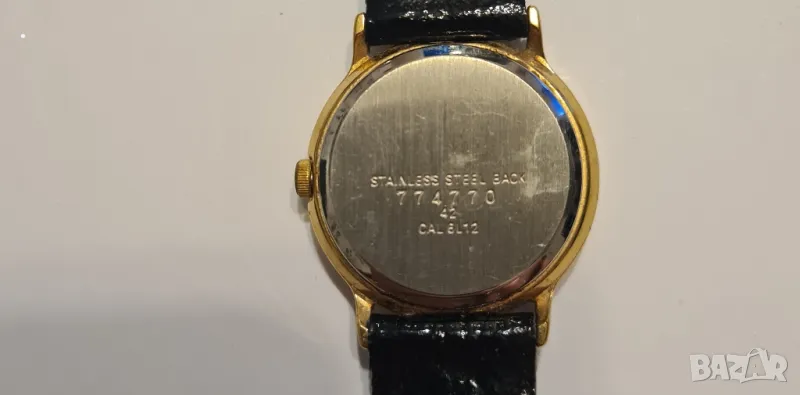 STAINLESS STEEL BACK
774770
42
CAL 6L12
BAZAR